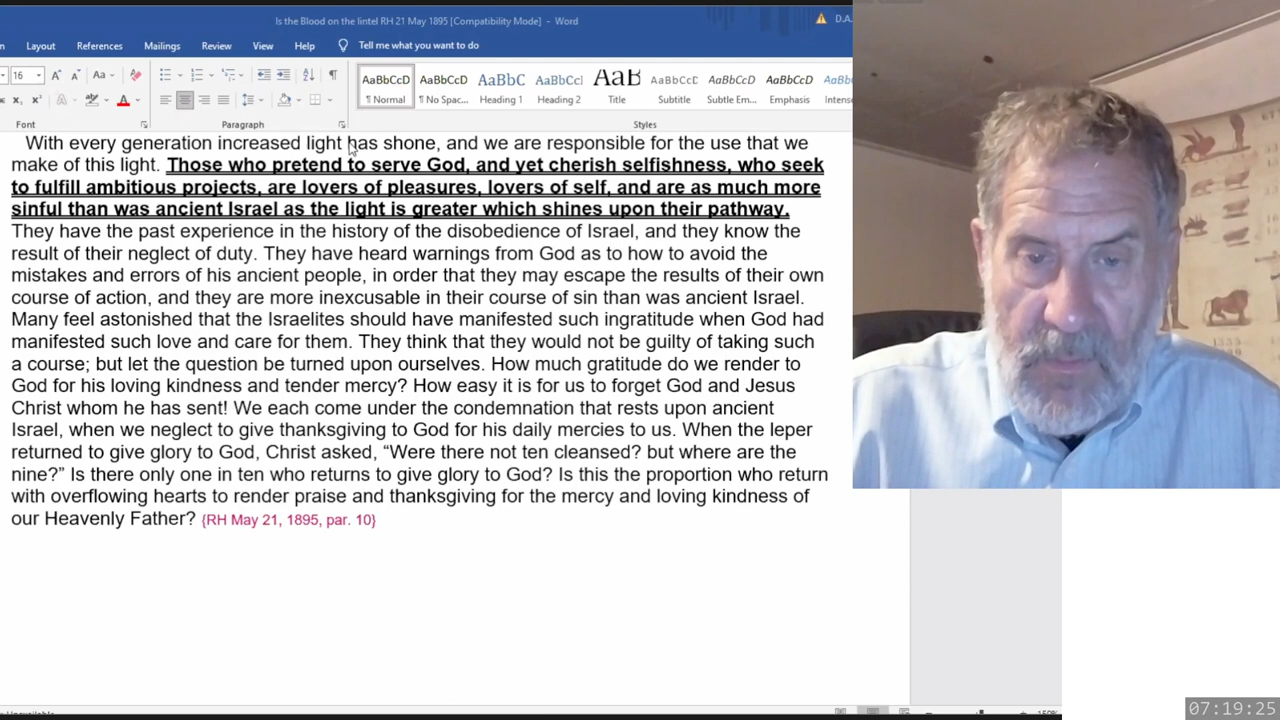 Is the Blood on the lintel RH 21 May 1895 [Compatibility Mode] - Word
D.A.
Layout References Mailings Review View Help Tell me what you want to do
16 Aa
AaBbCcD AaBbCcD AaBbC AaBbCcl AaB AaBbCcD AaBbCcD AaBbCcD
¶ Normal ¶ No Spac... Heading 1 Heading 2 Title Subtitle Subtle Em... Emphasis
Font Paragraph Styles
With every generation increased light has shone, and we are responsible for the use that we
make of this light. Those who pretend to serve God, and yet cherish selfishness, who seek
to fulfill ambitious projects, are lovers of pleasures, lovers of self, and are as much more
sinful than was ancient Israel as the light is greater which shines upon their pathway.
They have the past experience in the history of the disobedience of Israel, and they know the
result of their neglect of duty. They have heard warnings from God as to how to avoid the
mistakes and errors of his ancient people, in order that they may escape the results of their own
course of action, and they are more inexcusable in their course of sin than was ancient Israel.
Many feel astonished that the Israelites should have manifested such ingratitude when God had
manifested such love and care for them. They think that they would not be guilty of taking such
a course; but let the question be turned upon ourselves. How much gratitude do we render to
God for his loving kindness and tender mercy? How easy it is for us to forget God and Jesus
Christ whom he has sent! We each come under the condemnation that rests upon ancient
Israel, when we neglect to give thanksgiving to God for his daily mercies to us. When the leper
returned to give glory to God, Christ asked, “Were there not ten cleansed? but where are the
nine?” Is there only one in ten who returns to give glory to God? Is this the proportion who return
with overflowing hearts to render praise and thanksgiving for the mercy and loving kindness of
our Heavenly Father? {RH May 21, 1895, par. 10}
07:19:25